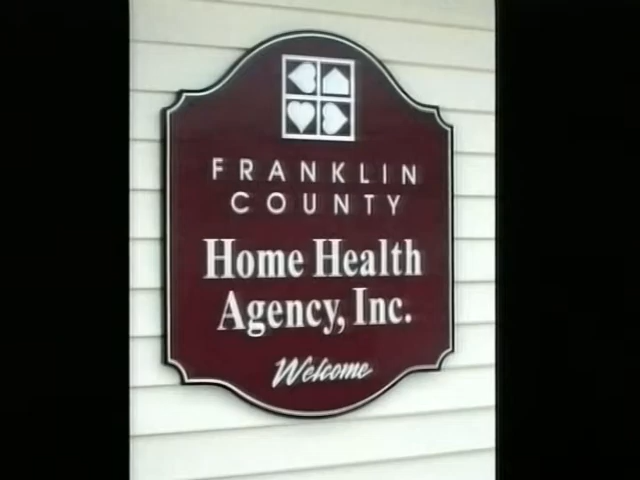 FRANKLIN
COUNTY
Home Health
Agency, Inc.
Welcome